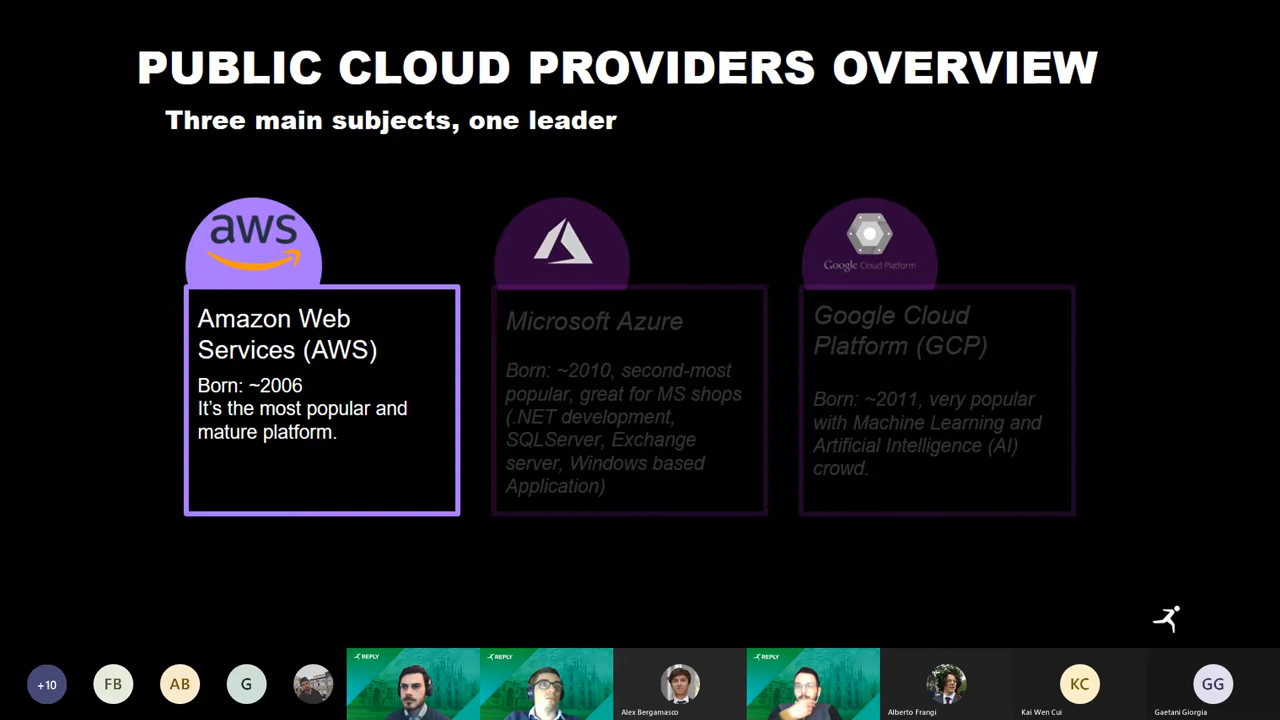 PUBLIC CLOUD PROVIDERS OVERVIEW
Three main subjects, one leader
aws
Amazon Web
Services (AWS)
Born: ~2006
It's the most popular and
mature platform.
Microsoft Azure
Born: ~2010, second-most
popular, great for MS shops
(.NET development,
SQLServer, Exchange
server, Windows based
Application)
Google Cloud Platform
Google Cloud
Platform (GCP)
Born: ~2011, very popular
with Machine Learning and
Artificial Intelligence (AI)
crowd.
+10
FB
AB
G
REPLY
REPLY
Alex Bergamasco
REPLY
Alberto Frangi
KC
Kai Wen Cui
GG
Gaetani Giorgia